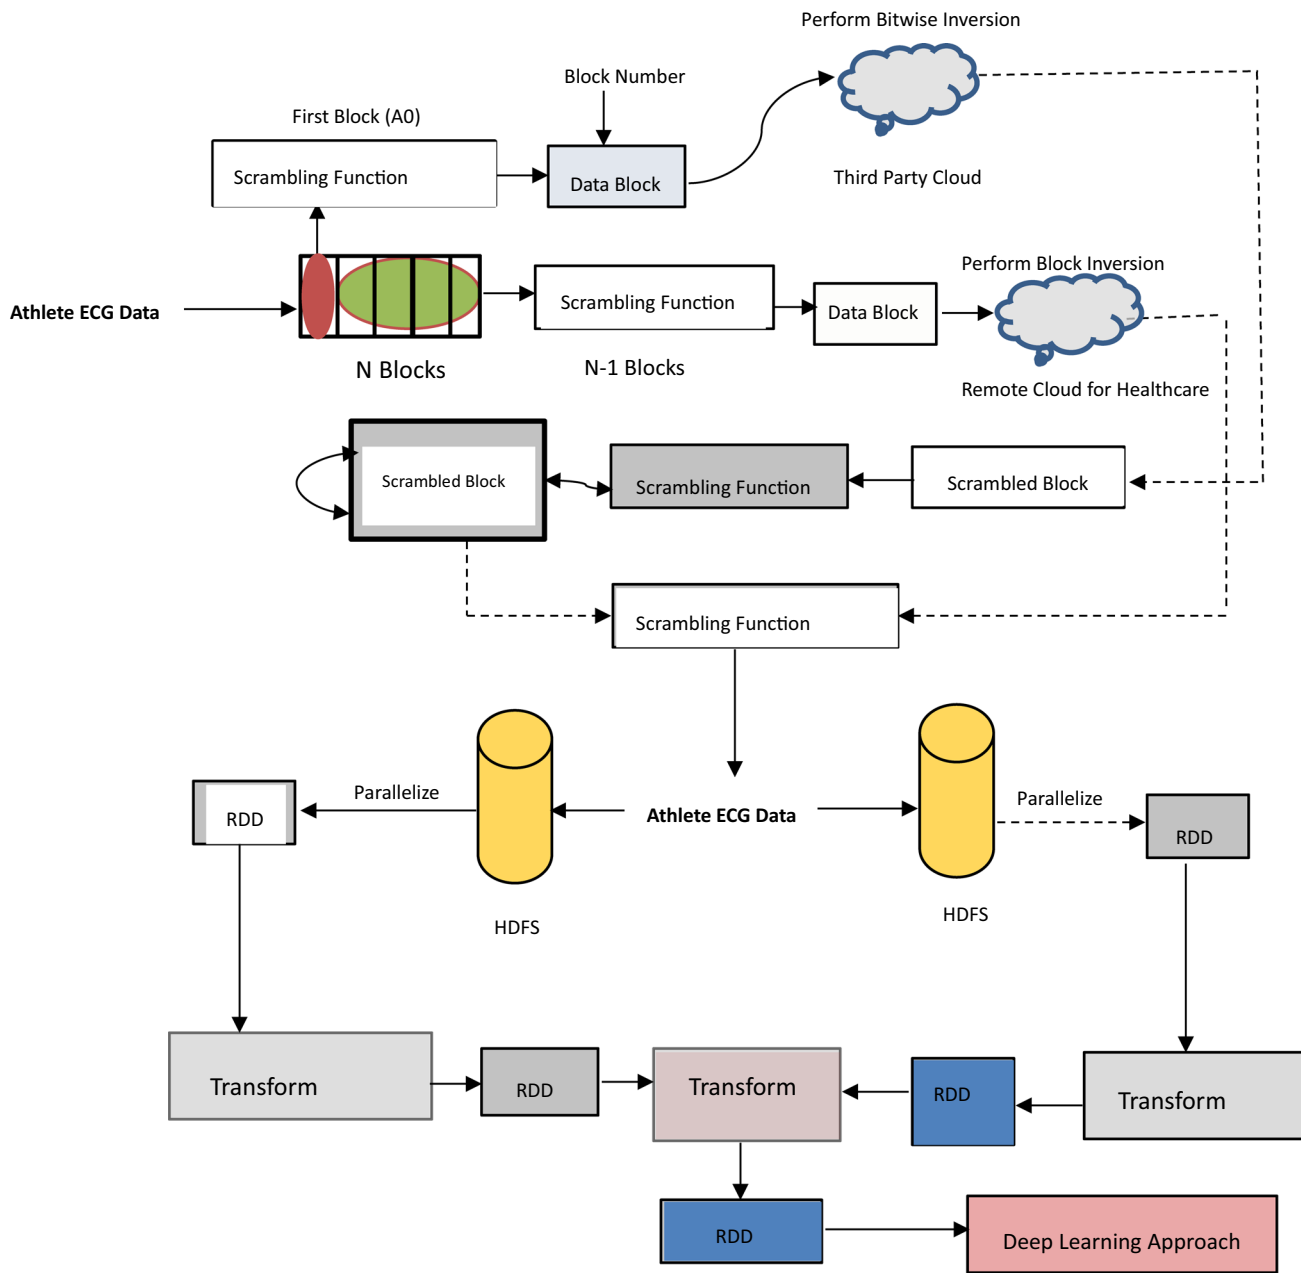 Perform Bitwise Inversion
Block Number
First Block (A0)
Scrambling Function
Data Block
Third Party Cloud
Perform Block Inversion
Athlete ECG Data
Scrambling Function
Data Block
N Blocks
N-1 Blocks
Remote Cloud for Healthcare
Scrambled Block
Scrambling Function
Scrambled Block
Scrambling Function
Parallelize
Parallelize
RDD
Athlete ECG Data
RDD
HDFS
HDFS
Transform
RDD
Transform
RDD
Transform
RDD
Deep Learning Approach